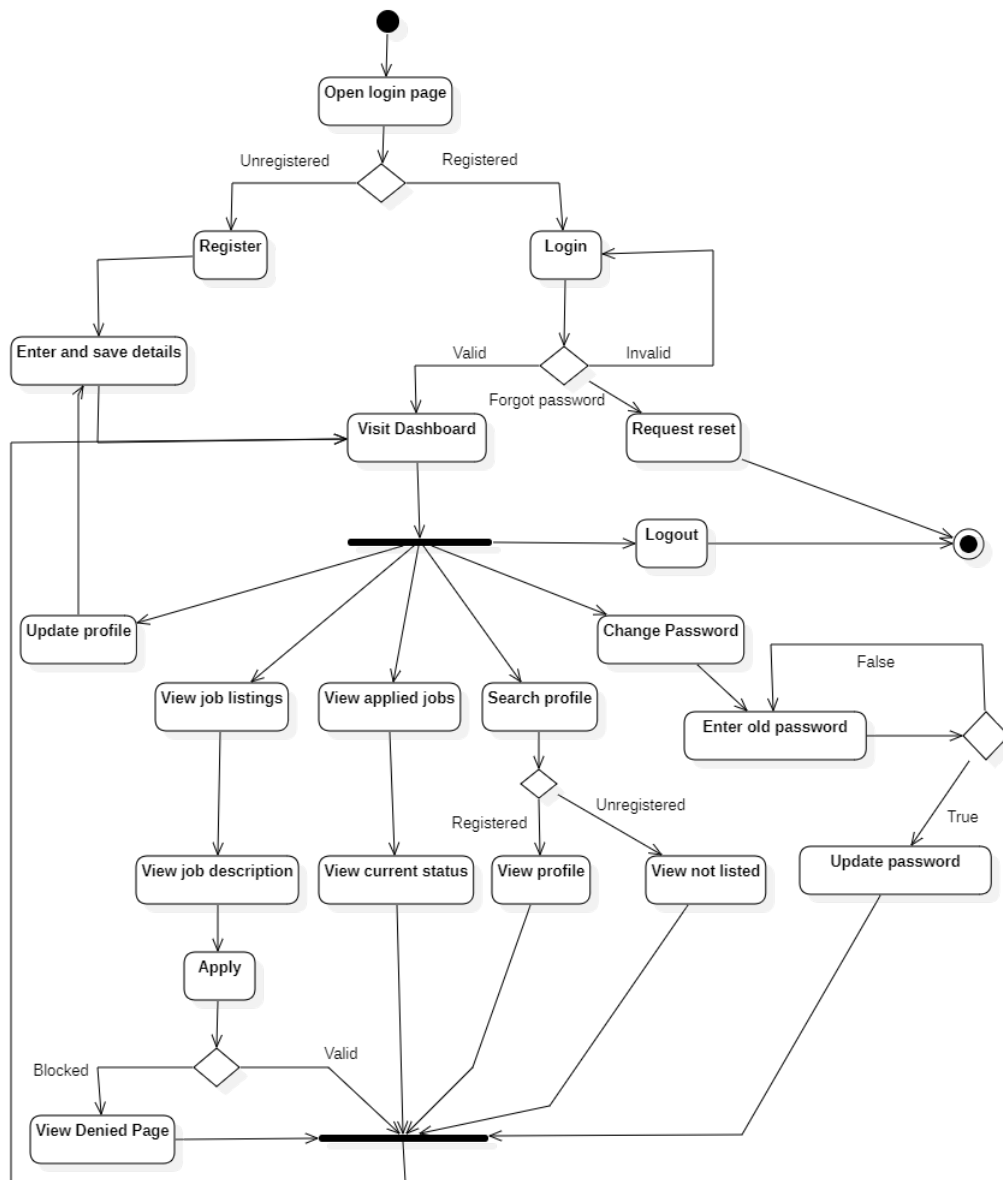 Open login page
Unregistered
Registered
Register
Login
Enter and save details
Valid
Invalid
Forgot password
Visit Dashboard
Request reset
Logout
Update profile
Change Password
False
View job listings
View applied jobs
Search profile
Enter old password
Registered
Unregistered
True
View job description
View current status
View profile
View not listed
Update password
Apply
Blocked
Valid
View Denied Page